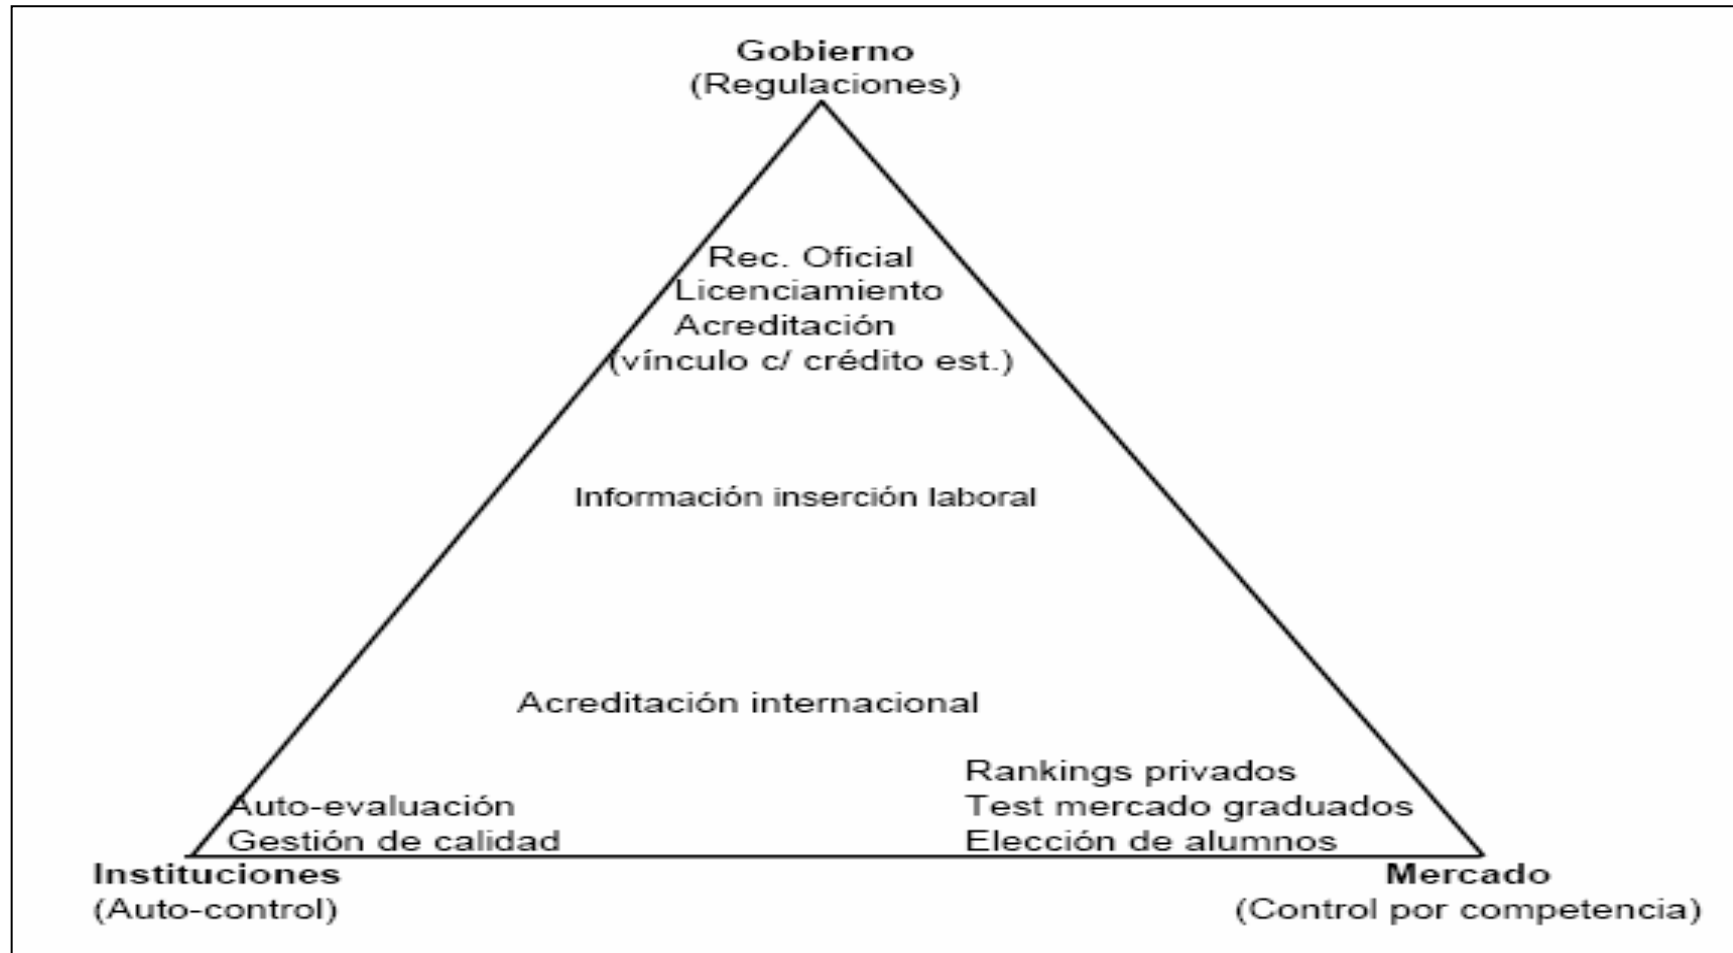 Gobierno
(Regulaciones)
Rec. Oficial
Licenciamiento
Acreditación
(vínculo c/ crédito est.)
Información inserción laboral
Acreditación internacional
Rankings privados
Auto-evaluación
Test mercado graduados
Gestión de calidad
Elección de alumnos
Instituciones
(Auto-control)
Mercado
(Control por competencia)